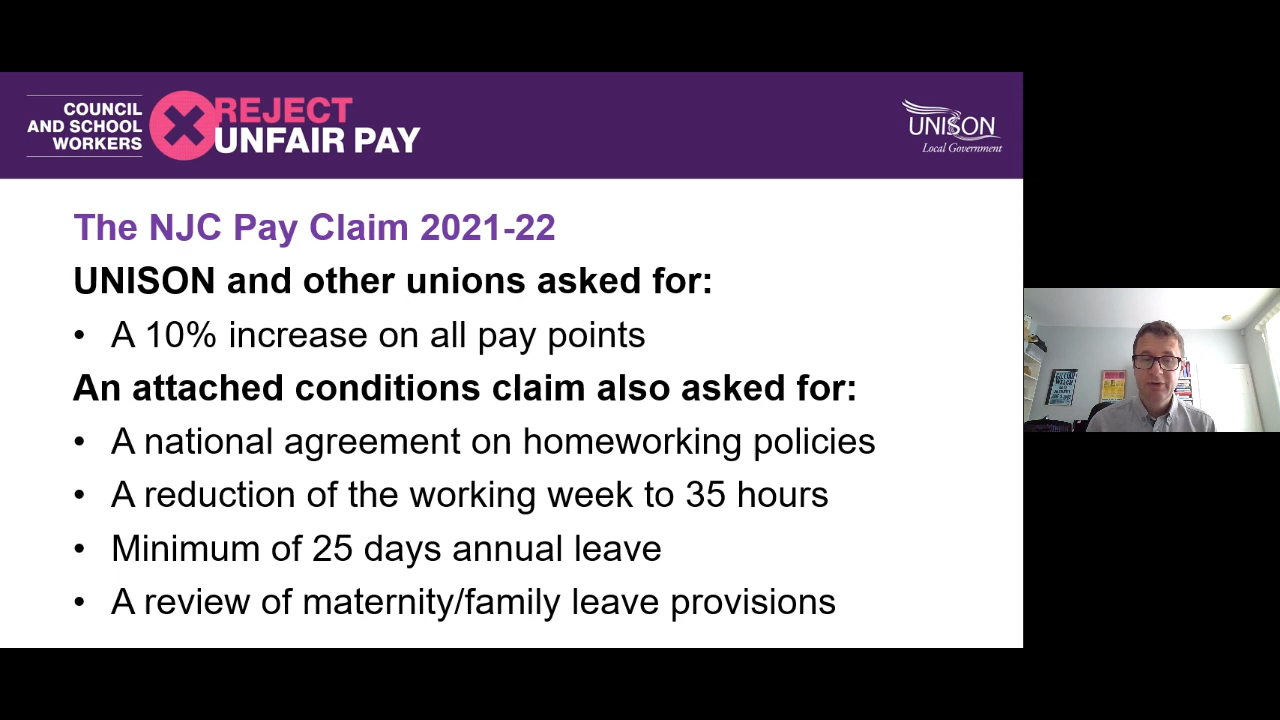 COUNCIL
AND SCHOOL
WORKERS
REJECT
UNFAIR PAY
UNISON
Local Government
The NJC Pay Claim 2021-22
UNISON and other unions asked for:
• A 10% increase on all pay points
An attached conditions claim also asked for:
• A national agreement on homeworking policies
• A reduction of the working week to 35 hours
• Minimum of 25 days annual leave
• A review of maternity/family leave provisions